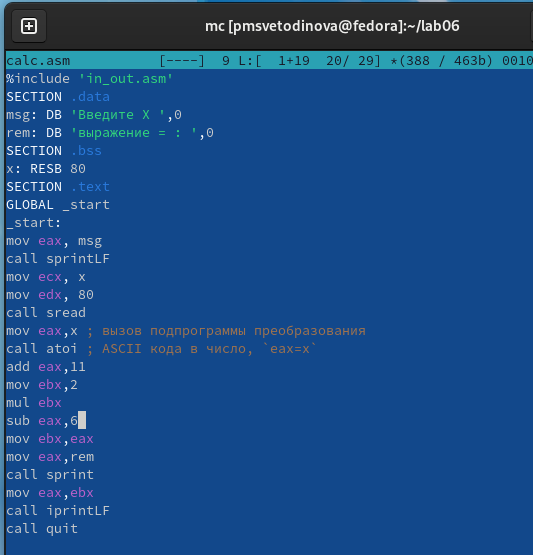 mc [pmsvetodinova@fedora]:~/lab06
calc.asm [----] 9 L:[ 1+19 20/ 29] *(388 / 463b) 0010
%include 'in_out.asm'
SECTION .data
msg: DB 'Введите X ',0
rem: DB 'выражение = : ',0
SECTION .bss
x: RESB 80
SECTION .text
GLOBAL _start
_start:
mov eax, msg
call sprintLF
mov ecx, x
mov edx, 80
call sread
mov eax,x ; вызов подпрограммы преобразования
call atoi ; ASCII кода в число, `eax=x`
add eax,11
mov ebx,2
mul ebx
sub eax,6
mov ebx,eax
mov eax,rem
call sprint
mov eax,ebx
call iprintLF
call quit